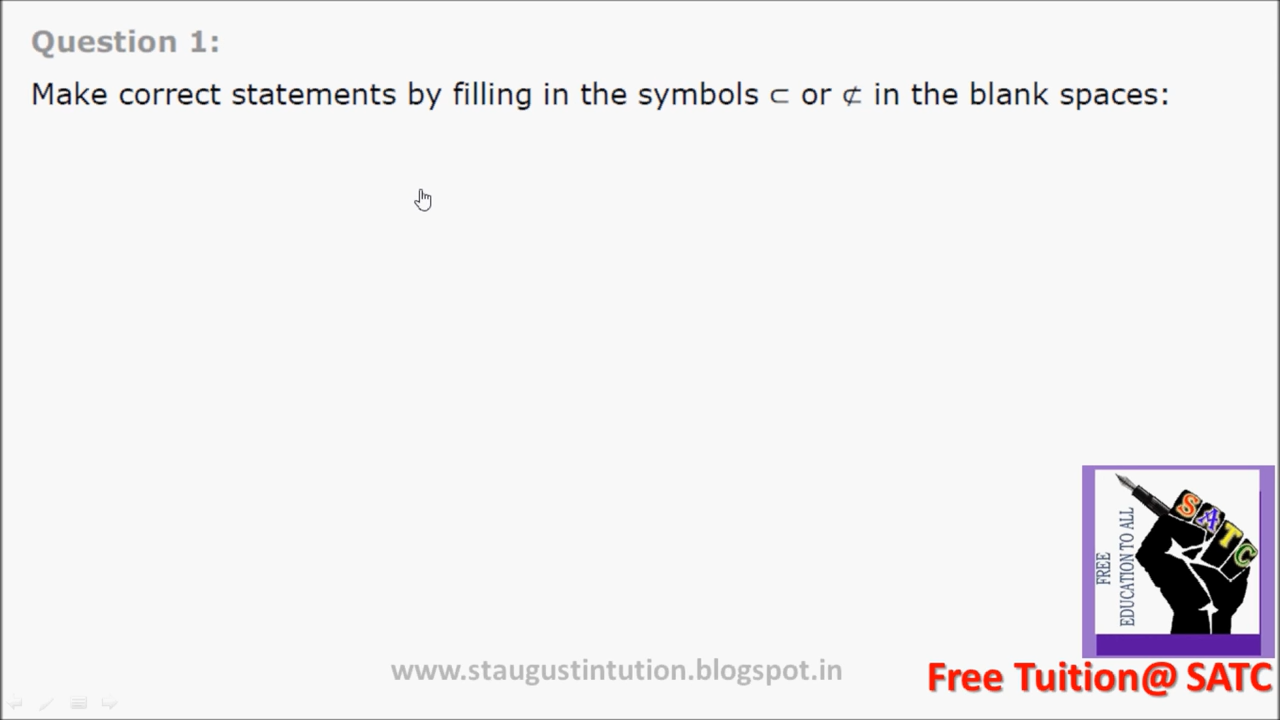 Question 1:
Make correct statements by filling in the symbols ⊂ or ⊄ in the blank spaces:
FREE
EDUCATION TO ALL
SATC
www.staugustintution.blogspot.in
Free Tuition@ SATC